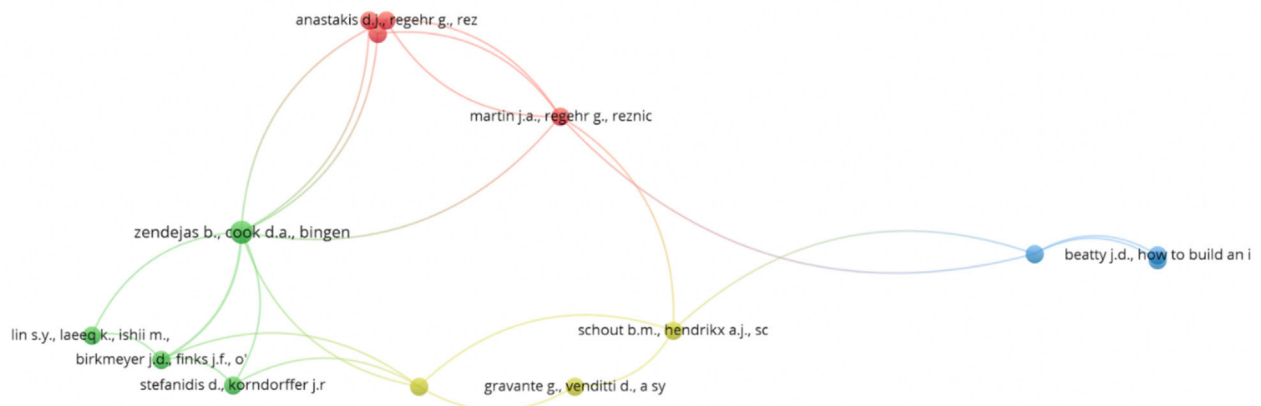 anastakis d.j., regehr g., rez
martin j.a., regehr g., reznic
zendejas b., cook d.a., bingen
beatty j.d., how to build an i
schout b.m., hendrikx a.j., sc
lin s.y., laeeq k., ishii m.,
birkmeyer j.d., finks j.f., o'
stefanidis d., korndorffer j.r
gravante g., venditti d., a sy